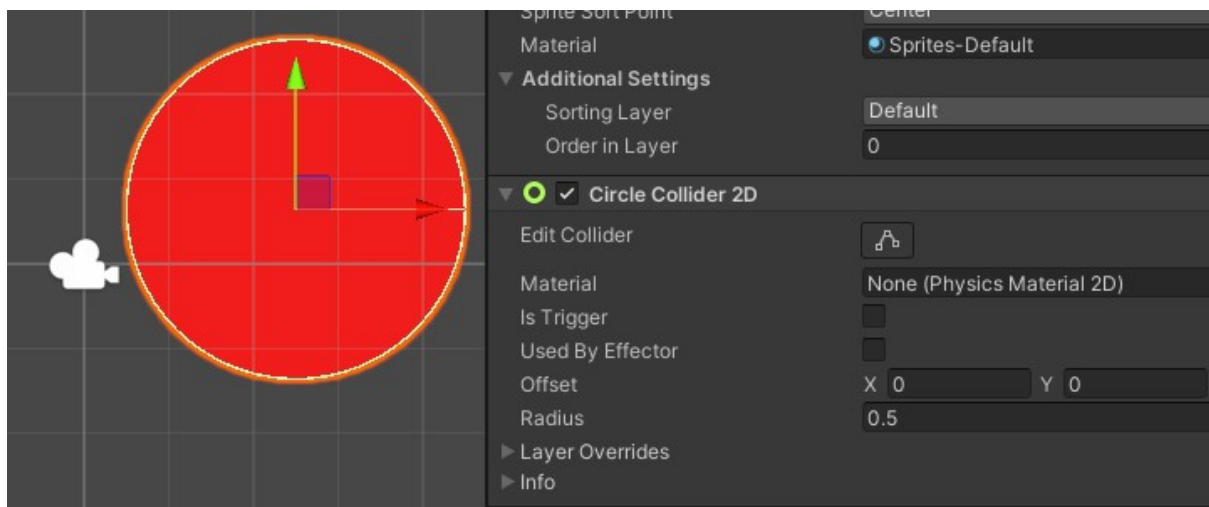 Sprite Sort Point Center
Material Sprites-Default
Additional Settings
Sorting Layer Default
Order in Layer 0
Circle Collider 2D
Edit Collider
Material None (Physics Material 2D)
Is Trigger
Used By Effector
Offset X 0 Y 0
Radius 0.5
Layer Overrides
Info